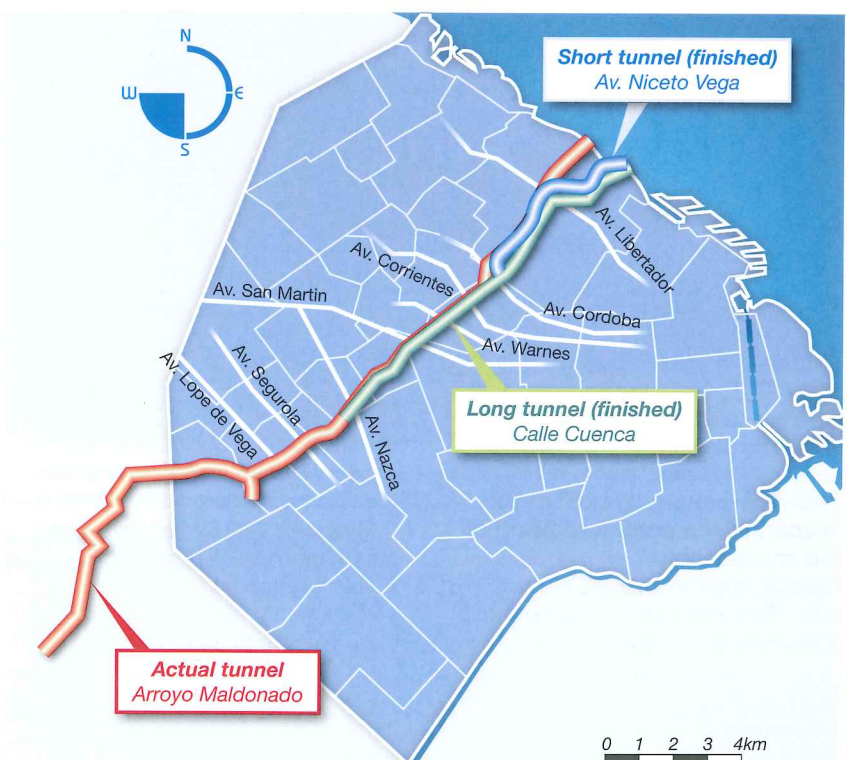 N
W
E
S
Short tunnel (finished)
Av. Niceto Vega
Av. Libertador
Av. Corrientes
Av. San Martin
Av. Cordoba
Av. Warnes
Av. Segurola
Av. Lope de Vega
Long tunnel (finished)
Calle Cuenca
Av. Nazca
Actual tunnel
Arroyo Maldonado
0 1 2 3 4km